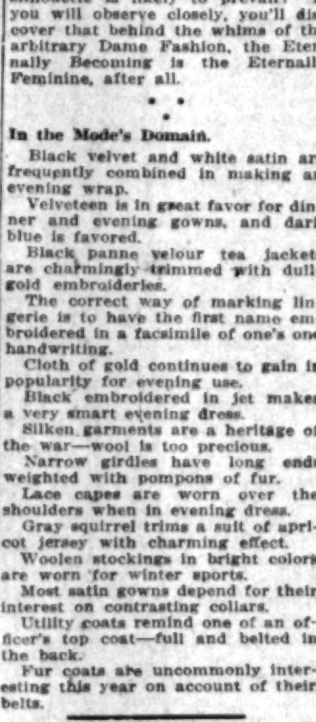 silhouette is likely to prevail?
you will observe closely, you'll dis
cover that behind the whims of th
arbitrary Dame Fashion, the Eter
nally Becoming is the Eternall
Feminine, after all.
* * *
In the Mode's Domain.
Black velvet and white satin ar
frequently combined in making a
evening wrap.
Velveteen is in great favor for din
ner and evening gowns, and dark
blue is favored.
Black panne velour tea jacket
are charmingly trimmed with dull
gold embroideries.
The correct way of marking lin
gerie is to have the first name em
broidered in a facsimile of one's own
handwriting.
Cloth of gold continues to gain in
popularity for evening use.
Black embroidered in jet makes
a very smart evening dress.
Silken garments are a heritage of
the war—wool is too precious.
Narrow girdles have long ends
weighted with pompons of fur.
Lace capes are worn over the
shoulders when in evening dress.
Gray squirrel trims a suit of apri-
cot jersey with charming effect.
Woolen stockings in bright colors
are worn for winter sports.
Most satin gowns depend for their
interest on contrasting collars.
Utility coats remind one of an of-
ficer's top coat—full and belted in
the back.
Fur coats are uncommonly inter-
esting this year on account of their
belts.